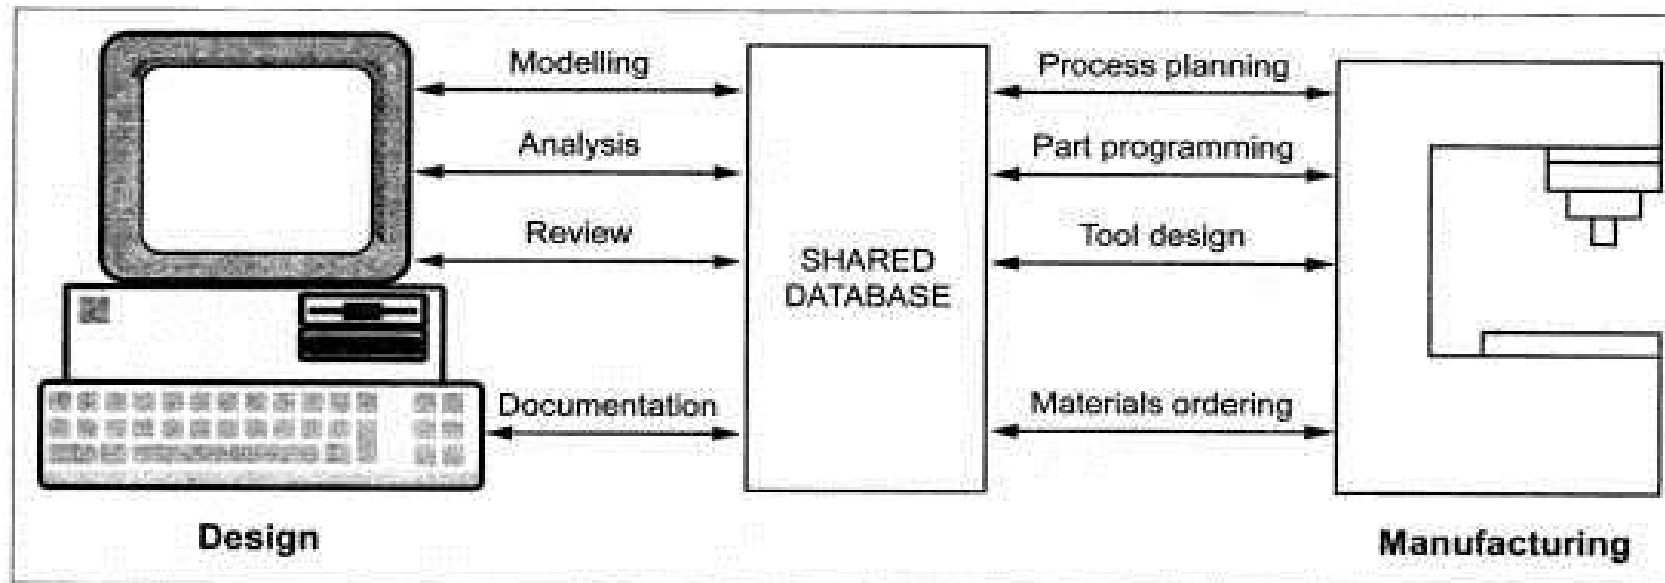 Modelling
Analysis
Review
Documentation
SHARED
DATABASE
Process planning
Part programming
Tool design
Materials ordering
Design
Manufacturing